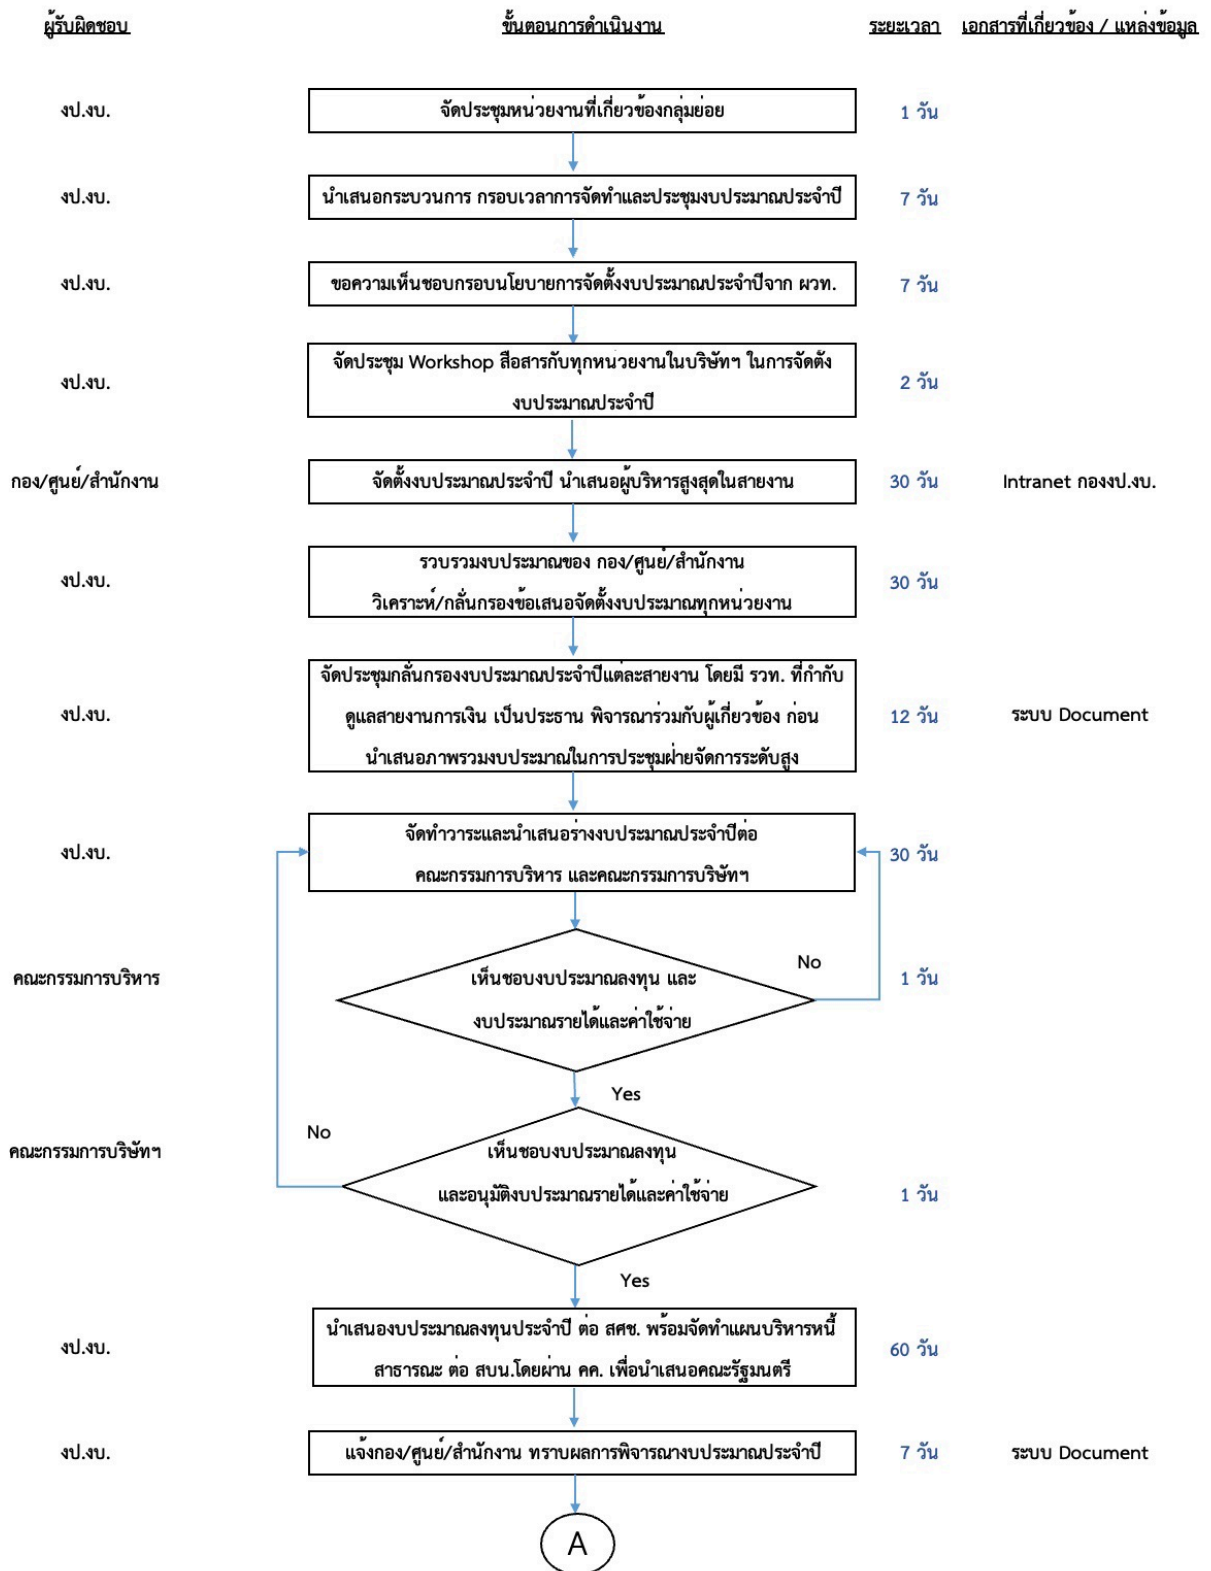 ผู้รับผิดชอบ ขั้นตอนการดำเนินงาน ระยะเวลา เอกสารที่เกี่ยวข้อง / แหล่งข้อมูล
งป.งบ. จัดประชุมหน่วยงานที่เกี่ยวข้องกลุ่มย่อย 1 วัน
งป.งบ. นำเสนอกระบวนการ กรอบเวลาการจัดทำและประชุมงบประมาณประจำปี 7 วัน
งป.งบ. ขอความเห็นชอบกรอบนโยบายการจัดตั้งงบประมาณประจำปีจาก ผวท. 7 วัน
จัดประชุม Workshop สื่อสารกับทุกหน่วยงานในบริษัทฯ ในการจัดตั้ง
งป.งบ. 2 วัน
งบประมาณประจำปี
กอง/ศูนย์/สำนักงาน จัดตั้งงบประมาณประจำปี นำเสนอผู้บริหารสูงสุดในสายงาน 30 วัน Intranet กองงป.งบ.
รวบรวมงบประมาณของ กอง/ศูนย์/สำนักงาน
งป.งบ. 30 วัน
วิเคราะห์/กลั่นกรองข้อเสนอจัดตั้งงบประมาณทุกหน่วยงาน
จัดประชุมกลั่นกรองงบประมาณประจำปีแต่ละสายงาน โดยมี รวท. ที่กำกับ
งป.งบ. ดูแลสายงานการเงิน เป็นประธาน พิจารณาร่วมกับผู้เกี่ยวข้อง ก่อน 12 วัน ระบบ Document
นำเสนอภาพรวมงบประมาณในการประชุมฝ่ายจัดการระดับสูง
จัดทำวาระและนำเสนอร่างงบประมาณประจำปีต่อ
งป.งบ. 30 วัน
คณะกรรมการบริหาร และคณะกรรมการบริษัทฯ
No
คณะกรรมการบริหาร เห็นชอบงบประมาณลงทุน และ 1 วัน
งบประมาณรายได้และค่าใช้จ่าย
Yes
No
คณะกรรมการบริษัทฯ เห็นชอบงบประมาณลงทุน
และอนุมัติงบประมาณรายได้และค่าใช้จ่าย 1 วัน
Yes
นำเสนองบประมาณลงทุนประจำปี ต่อ สศช. พร้อมจัดทำแผนบริหารหนี้
งป.งบ. 60 วัน
สาธารณะ ต่อ สบน.โดยผ่าน คค. เพื่อนำเสนอคณะรัฐมนตรี
งป.งบ. แจ้งกอง/ศูนย์/สำนักงาน ทราบผลการพิจารณางบประมาณประจำปี 7 วัน ระบบ Document
A